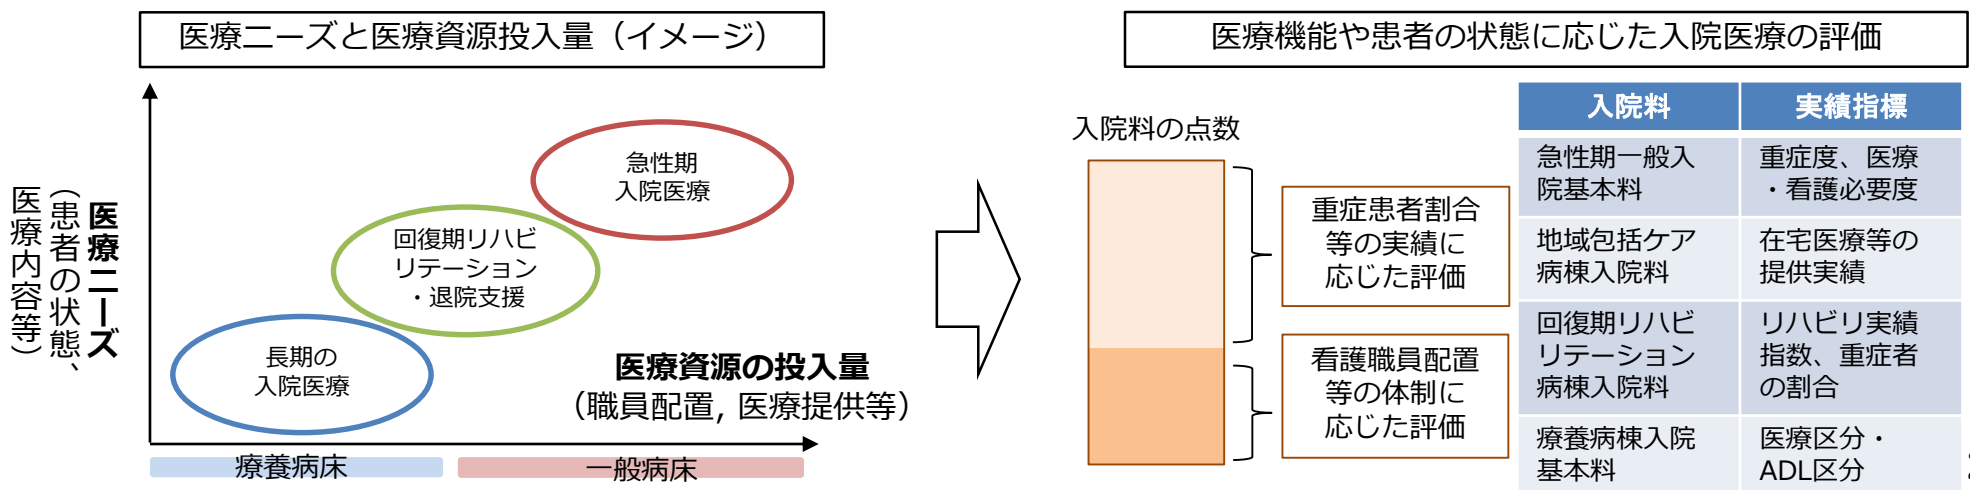 医療ニーズと医療資源投入量（イメージ）
医療ニーズ
（患者の状態、
医療内容等）
急性期
入院医療
回復期リハビ
リテーション
・退院支援
長期の
入院医療
医療資源の投入量
（職員配置, 医療提供等）
療養病床
一般病床
医療機能や患者の状態に応じた入院医療の評価
入院料の点数
重症患者割合
等の実績に
応じた評価
看護職員配置
等の体制に
応じた評価
入院料 実績指標
急性期一般入
院基本料
重症度、医療
・看護必要度
地域包括ケア
病棟入院料
在宅医療等の
提供実績
回復期リハビ
リテーション
病棟入院料
リハビリ実績
指数、重症者
の割合
療養病棟入院
基本料
医療区分・
ADL区分